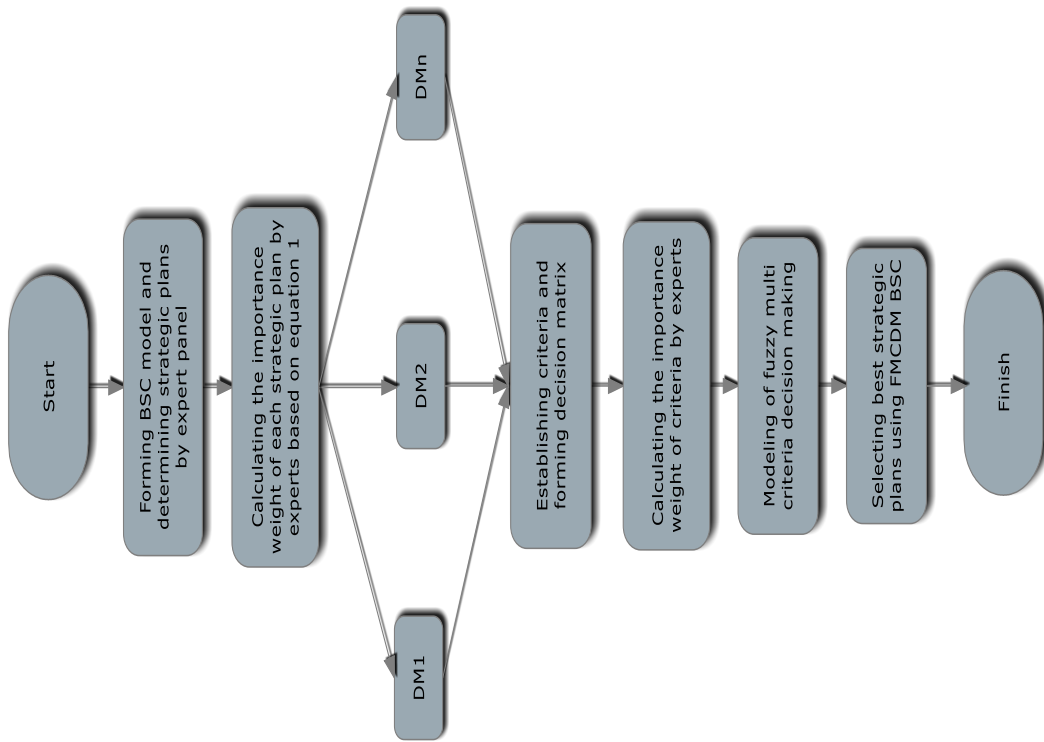 Start
Forming BSC model and
determining strategic plans
by expert panel
Calculating the importance
weight of each strategic plan by
experts based on equation 1
DM1
DM2
DMn
Establishing criteria and
forming decision matrix
Calculating the importance
weight of criteria by experts
Modeling of fuzzy multi
criteria decision making
Selecting best strategic
plans using FMCDM BSC
Finish